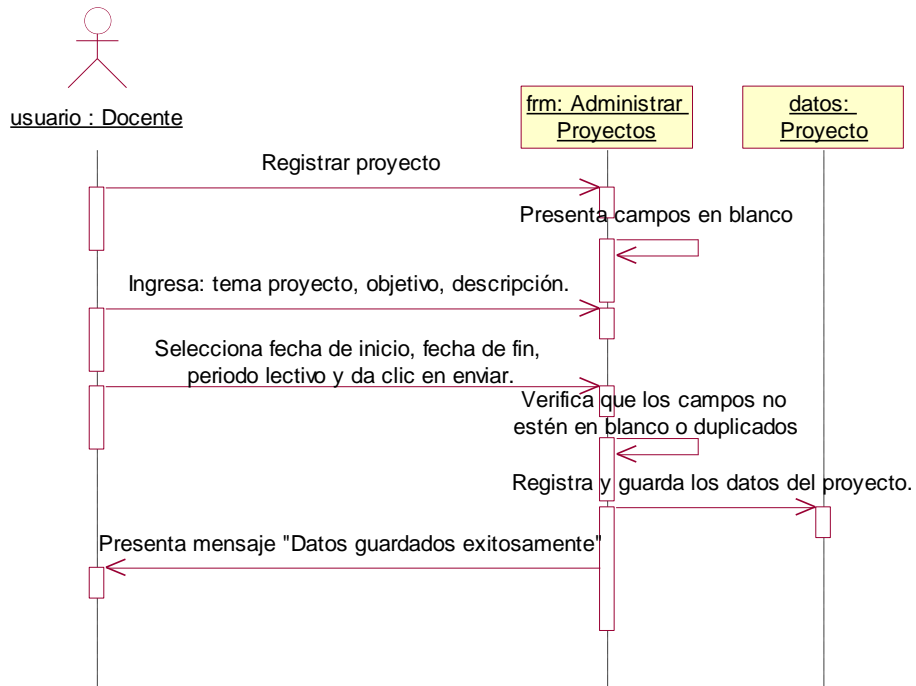 usuario : Docente
frm: Administrar
Proyectos
datos:
Proyecto
Registrar proyecto
Presenta campos en blanco
Ingresa: tema proyecto, objetivo, descripción.
Selecciona fecha de inicio, fecha de fin,
periodo lectivo y da clic en enviar.
Verifica que los campos no
estén en blanco o duplicados
Registra y guarda los datos del proyecto.
Presenta mensaje "Datos guardados exitosamente"